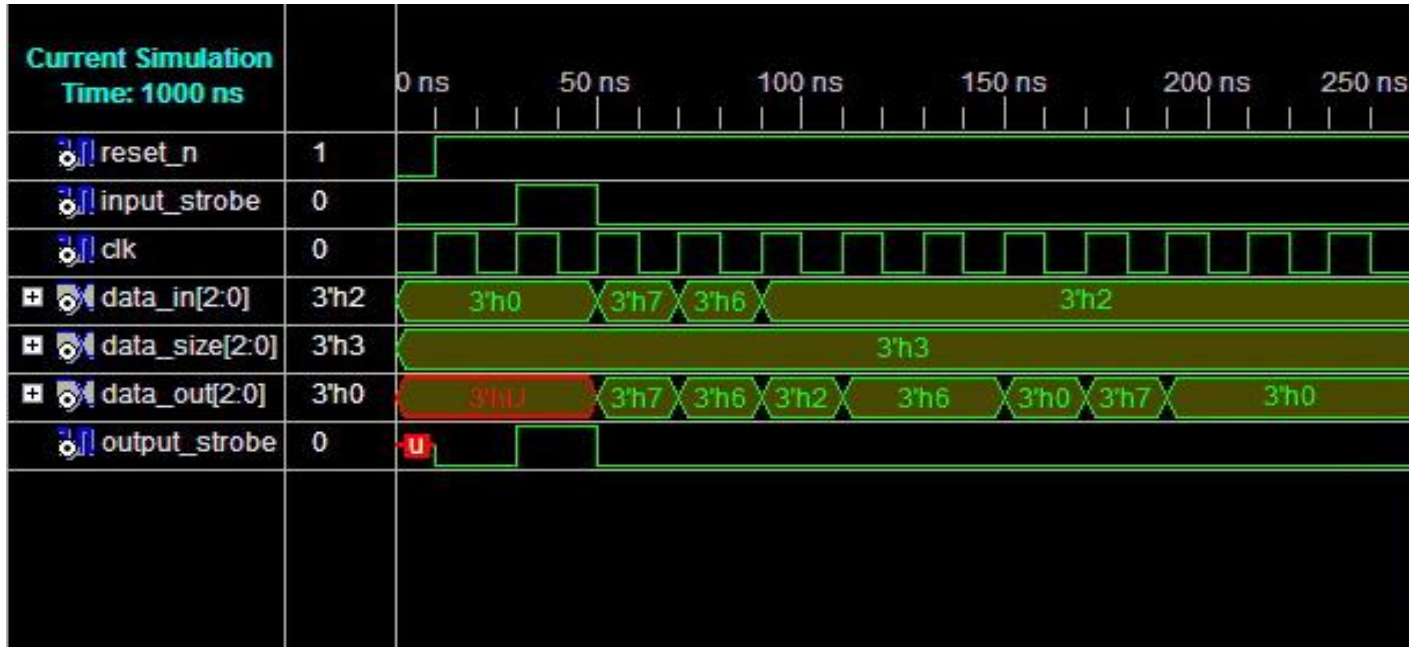 Current Simulation
Time: 1000 ns
0 ns 50 ns 100 ns 150 ns 200 ns 250 ns
reset_n 1
input_strobe 0
clk 0
data_in[2:0] 3'h2 3'h0 3'h7 3'h6 3'h2
data_size[2:0] 3'h3 3'h3
data_out[2:0] 3'h0 3'hU 3'h7 3'h6 3'h2 3'h6 3'h0 3'h7 3'h0
output_strobe 0 U